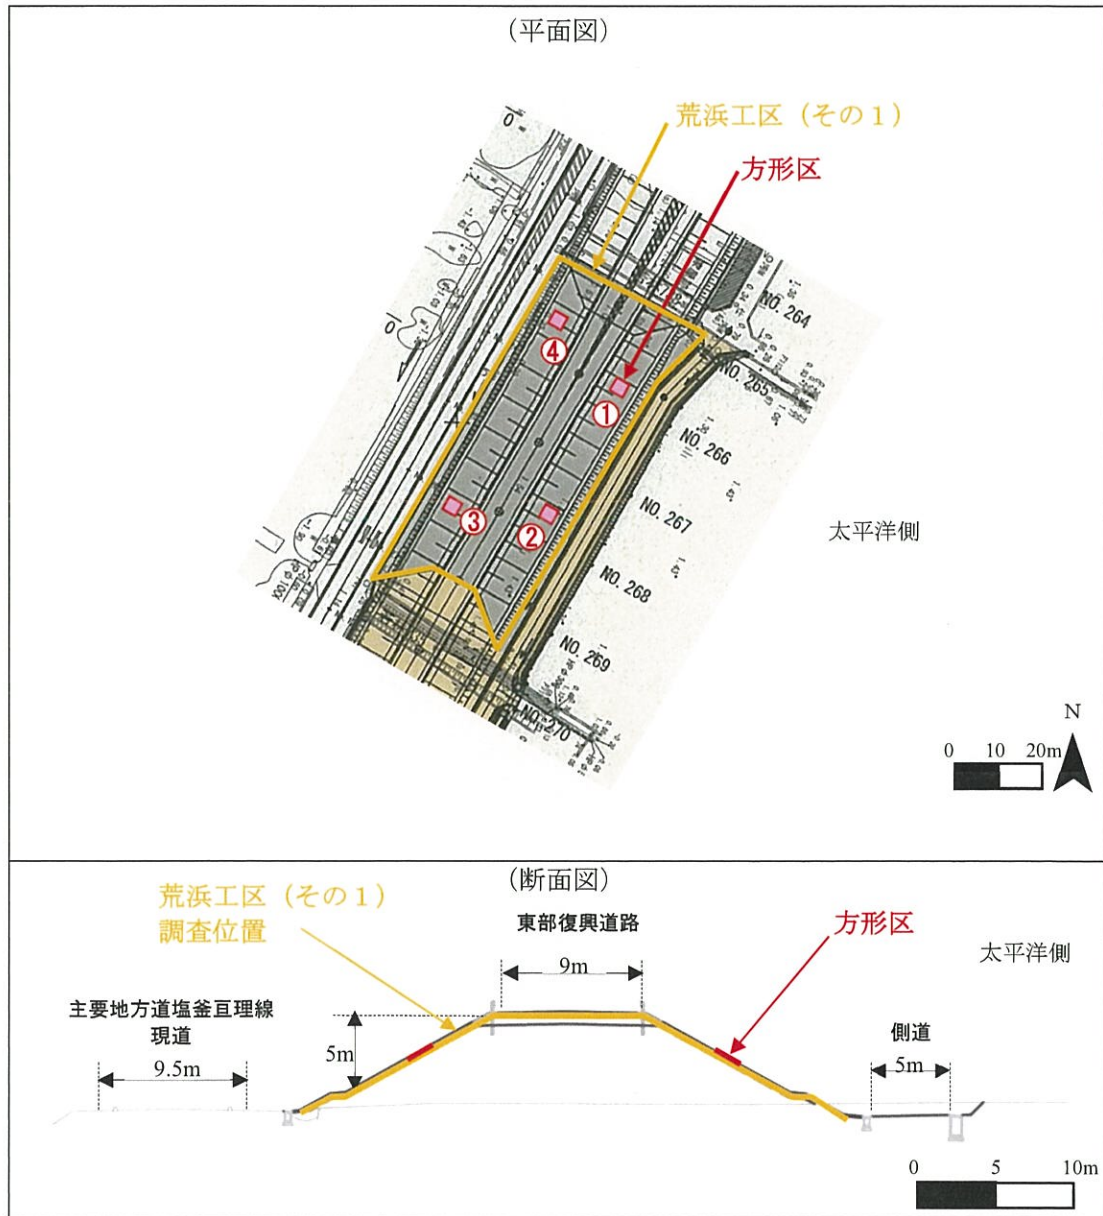 （平面図）
荒浜工区（その１）
方形区
NO. 264
NO. 265
NO. 266
NO. 267
NO. 268
NO. 269
NO. 270
④
①
③
②
太平洋側
N
0 10 20m
（断面図）
荒浜工区（その１）
調査位置
東部復興道路
方形区
太平洋側
9m
主要地方道塩釜亘理線
現道
側道
5m
9.5m
5m
0 5 10m